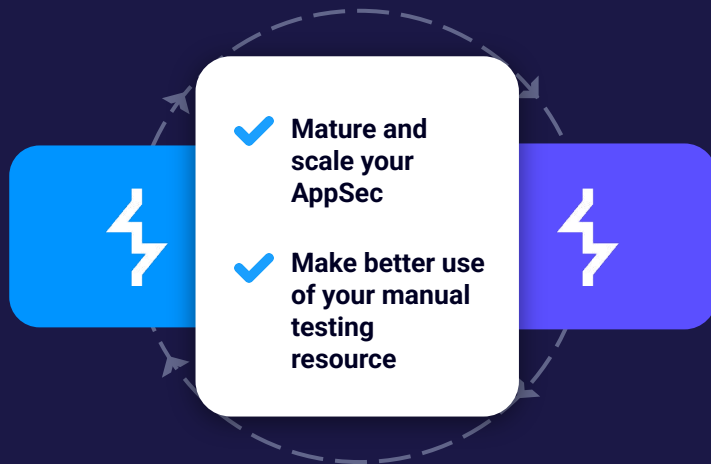 Mature and
scale your
AppSec
Make better use
of your manual
testing
resource